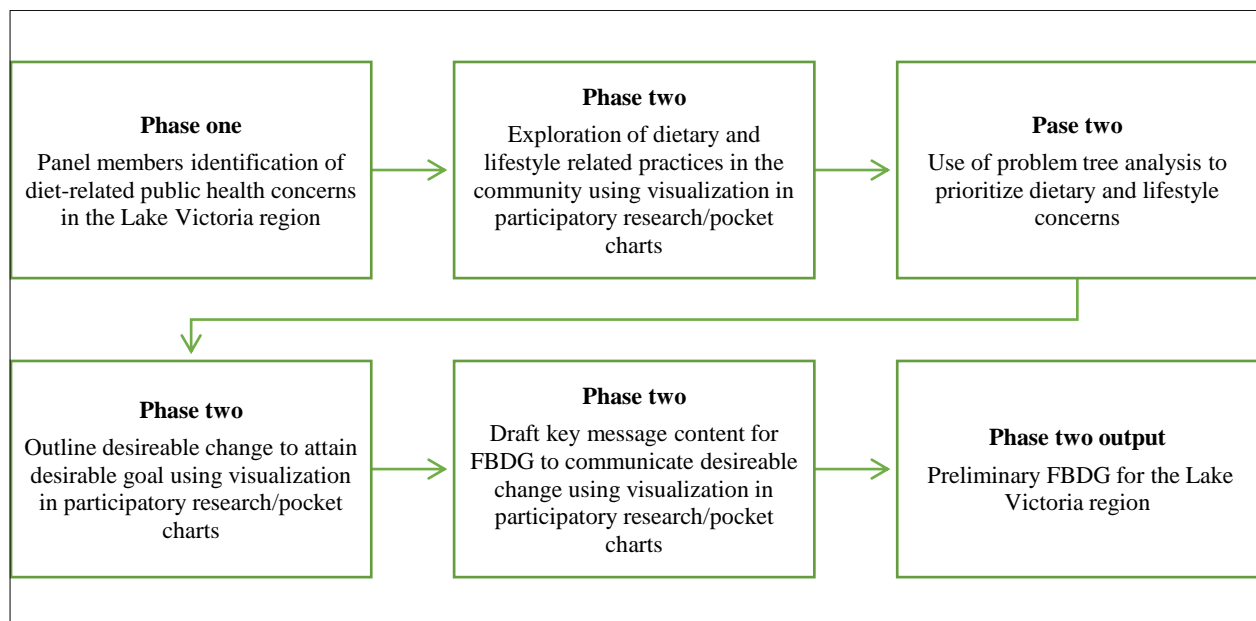 Phase one
Panel members identification of
diet-related public health concerns
in the Lake Victoria region
Phase two
Exploration of dietary and
lifestyle related practices in the
community using visualization in
participatory research/pocket
charts
Pase two
Use of problem tree analysis to
prioritize dietary and lifestyle
concerns
Phase two
Outline desireable change to attain
desirable goal using visualization
in participatory research/pocket
charts
Phase two
Draft key message content for
FBDG to communicate desireable
change using visualization in
participatory research/pocket
charts
Phase two output
Preliminary FBDG for the Lake
Victoria region